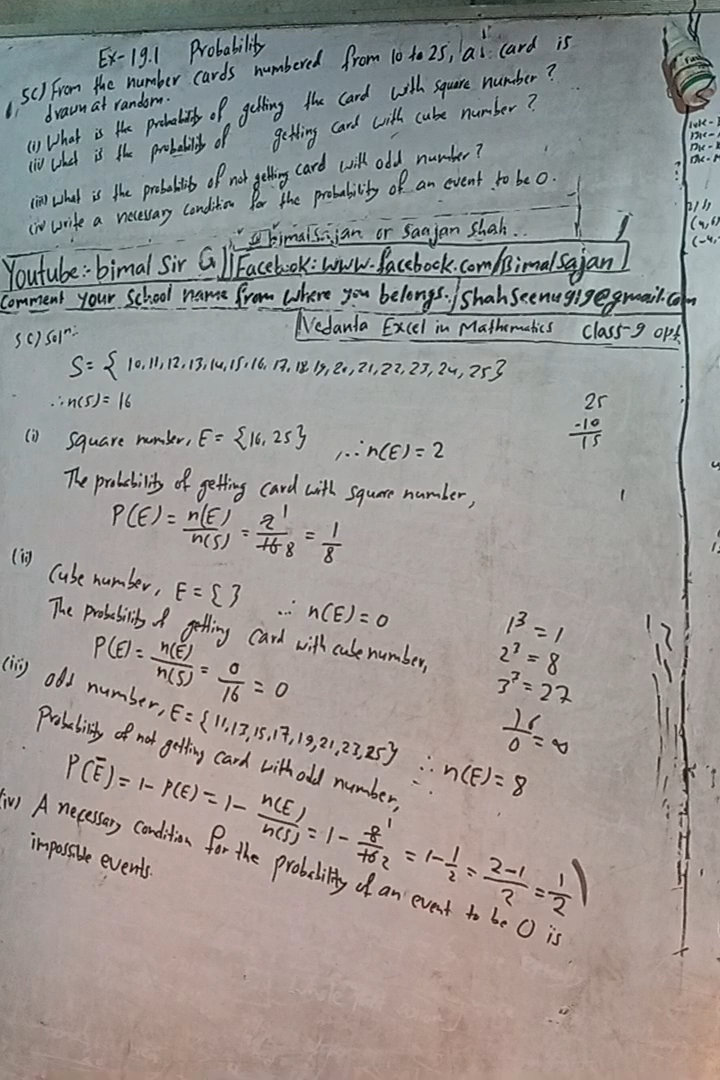 Ex-19.1 Probability
5c) From the number cards numbered from 10 to 25, a card is
drawn at random.
(i) What is the probability of getting the card with square number?
(ii) What is the probability of getting card with cube number?
(iii) What is the probability of not getting card with odd number?
(iv) Write a necessary condition for the probability of an event to be 0.
bimalsajan or Saajan Shah..
Youtube:- bimal Sir G Facebook: www.facebook.com/Bimalsajan
Comment your School name from where you belongs. shahseenu919@gmail.com
Vedanta Excel in Mathematics Class-9 opt
5c) Solⁿ:-
S = { 10, 11, 12, 13, 14, 15, 16, 17, 18, 19, 20, 21, 22, 23, 24, 25 }
∴ n(S) = 16
25
-10
15
(i) Square number, E = {16, 25} ∴ n(E) = 2
The probability of getting card with square number,
P(E) = n(E)/n(S) = 2/16 = 1/8
(ii) Cube number, E = { } ∴ n(E) = 0
The probability of getting card with cube number,
P(E) = n(E)/n(S) = 0/16 = 0
1³ = 1
2³ = 8
3³ = 27
16/0 = ∞
(iii) odd number, E = {11, 13, 15, 17, 19, 21, 23, 25} ∴ n(E) = 8
Probability of not getting card with odd number,
P(Ē) = 1 - P(E) = 1 - n(E)/n(S) = 1 - 8/16 = 1 - 1/2 = 2-1/2 = 1/2
(iv) A necessary condition for the probability of an event to be 0 is
impossible events.